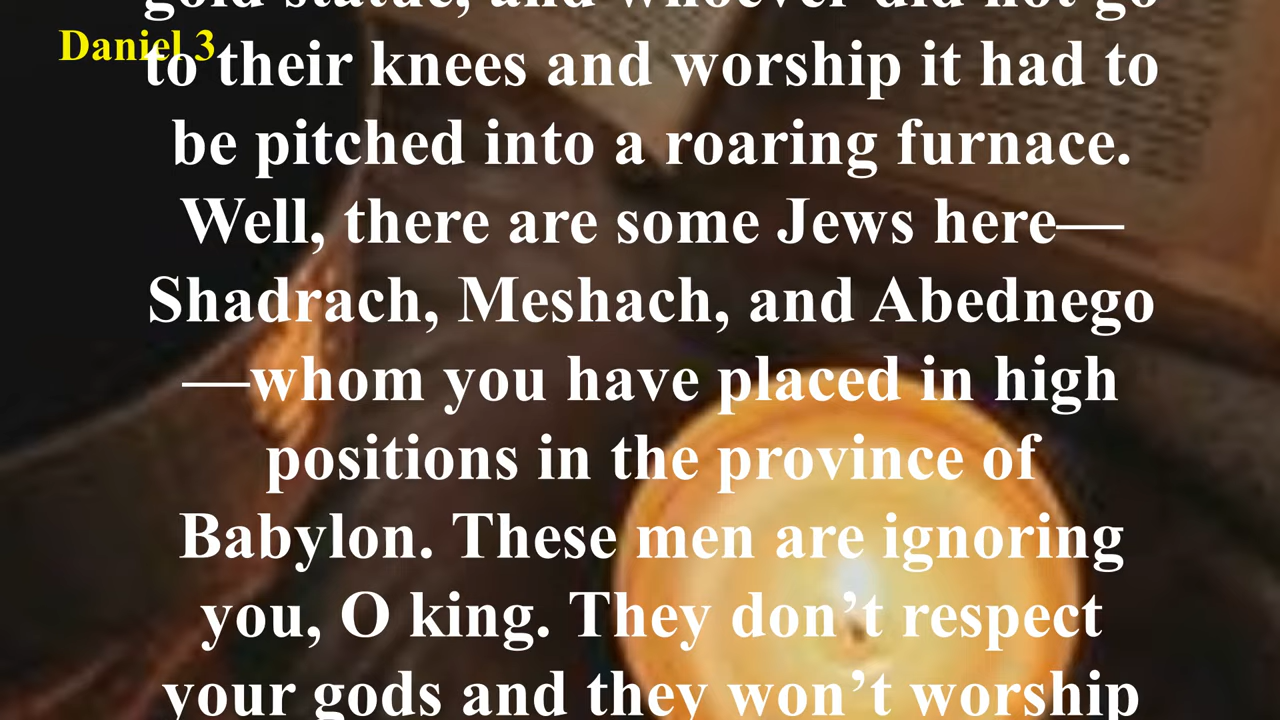 gold statue, and whoever did not go
Daniel 3
to their knees and worship it had to
be pitched into a roaring furnace.
Well, there are some Jews here—
Shadrach, Meshach, and Abednego
—whom you have placed in high
positions in the province of
Babylon. These men are ignoring
you, O king. They don’t respect
your gods and they won’t worship